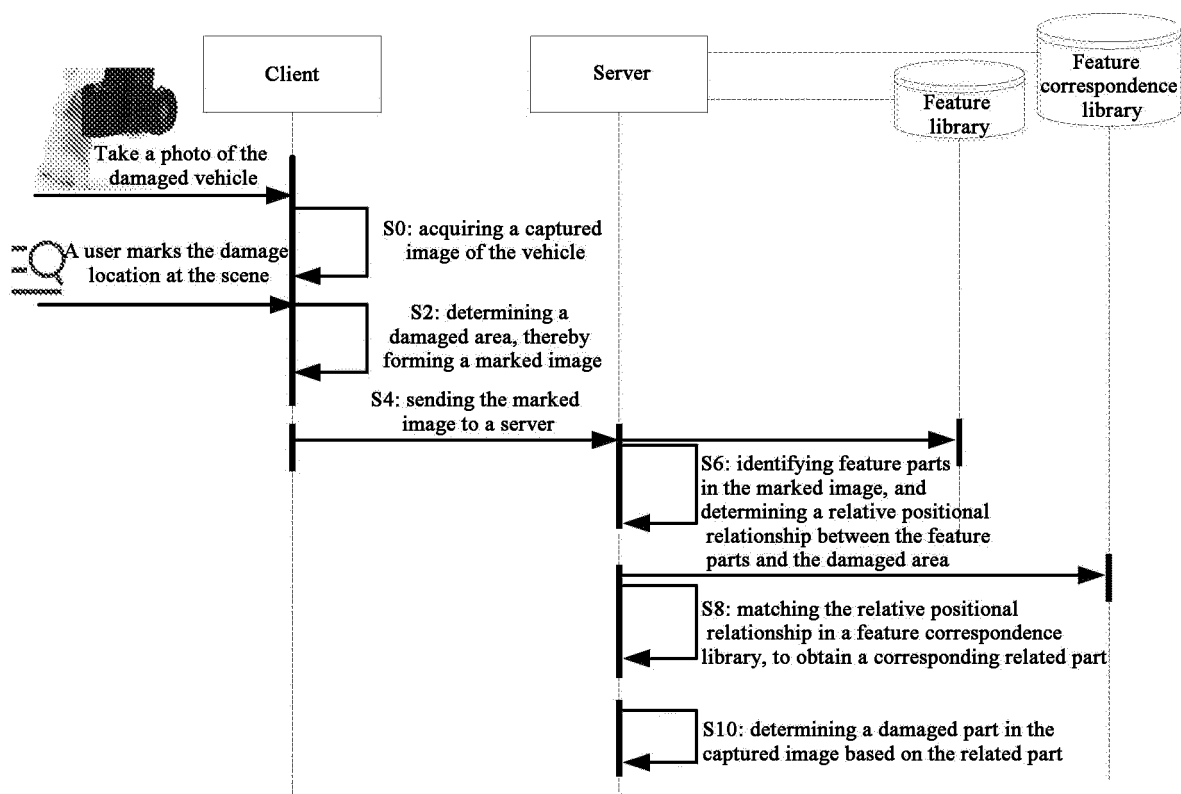 Client
Server
Feature
library
Feature
correspondence
library
Take a photo of the
damaged vehicle
S0: acquiring a captured
image of the vehicle
A user marks the damage
location at the scene
S2: determining a
damaged area, thereby
forming a marked image
S4: sending the marked
image to a server
S6: identifying feature parts
in the marked image, and
determining a relative positional
relationship between the feature
parts and the damaged area
S8: matching the relative positional
relationship in a feature correspondence
library, to obtain a corresponding related part
S10: determining a damaged part in the
captured image based on the related part